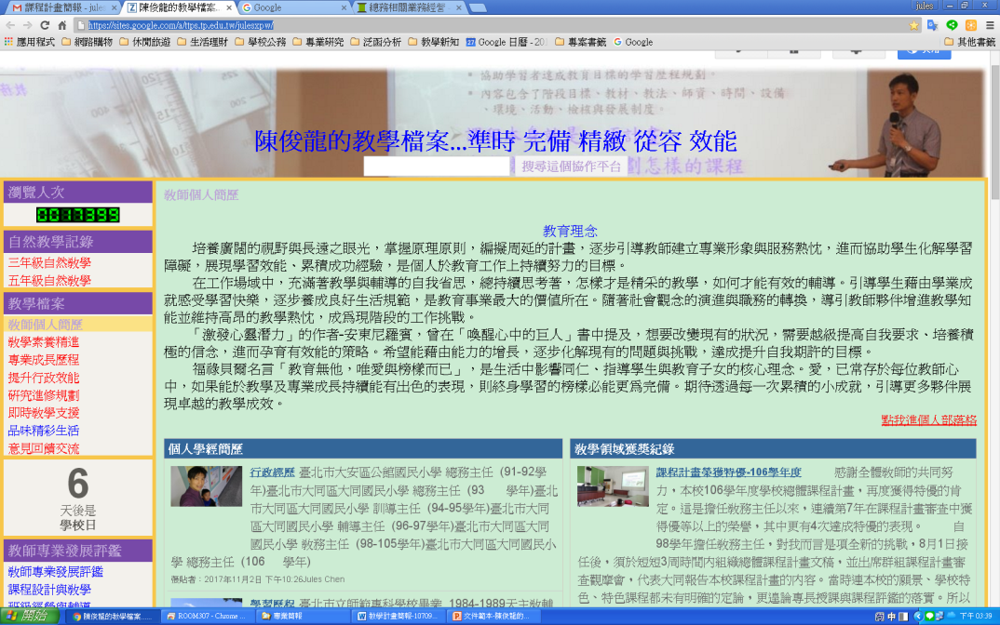 課程計畫簡報 - jules
陳俊龍的教學檔案...
Google
總務相關業務經營
jules
https://sites.google.com/a/ttps.tp.edu.tw/julesxpw/
應用程式 網路購物 休閒旅遊 生活理財 學校公務 專業研究 泛函分析 教學新知 Google 日曆 - 20 專案書籤 Google 其他書籤
協助學習者達成教育目標的學習歷程規劃。
內容包含了階段目標、教材、教法、師資、時間、設備
、環境、活動、檢核與發展制度。
陳俊龍的教學檔案...準時 完備 精緻 從容 效能
搜尋這個協作平台
劃怎樣的課程
瀏覽人次
0017399
自然教學記錄
三年級自然教學
五年級自然教學
教學檔案
教師個人簡歷
教學素養精進
專業成長歷程
提升行政效能
研究進修規劃
即時教學支援
品味精彩生活
意見回饋交流
6
天後是
學校日
教師專業發展評鑑
教師專業發展評鑑
課程設計與教學
班級經營與輔導
教師個人簡歷
教育理念
培養廣闊的視野與長遠之眼光，掌握原理原則，編擬周延的計畫，逐步引導教師建立專業形象與服務熱忱，進而協助學生化解學習
障礙，展現學習效能、累積成功經驗，是個人於教育工作上持續努力的目標。
在工作場域中，充滿著教學與輔導的自我省思，總持續思考著，怎樣才是精采的教學，如何才能有效的輔導。引導學生藉由學業成
就感受學習快樂，逐步養成良好生活規範，是教育事業最大的價值所在。隨著社會觀念的演進與職務的轉換，導引教師夥伴增進教學知
能並維持高昂的教學熱忱，成為現階段的工作挑戰。
「激發心靈潛力」的作者-安東尼羅賓，曾在「喚醒心中的巨人」書中提及，想要改變現有的狀況，需要越級提高自我要求、培養積
極的信念，進而孕育有效能的策略。希望能藉由能力的增長，逐步化解現有的問題與挑戰，達成提升自我期許的目標。
福祿貝爾名言「教育無他，唯愛與榜樣而已」，是生活中影響同仁、指導學生與教育子女的核心理念。愛，已常存於每位教師心
中，如果能於教學及專業成長持續能有出色的表現，則終身學習的榜樣必能更為完備。期待透過每一次累積的小成就，引導更多夥伴展
現卓越的教學成效。
點我進個人部落格
個人學經簡歷
行政經歷 臺北市大安區公館國民小學 總務主任 (91-92學
年)臺北市大同區大同國民小學 總務主任 (93 學年)臺北
市大同區大同國民小學 訓導主任 (94-95學年)臺北市大同
區大同國民小學 輔導主任 (96-97學年)臺北市大同區大同
國民小學 教務主任 (98-105學年)臺北市大同區大同國民小
學 總務主任 (106 學年)
張貼者：2017年11月2日 下午10:26Jules Chen
學習歷程 臺北市立師範專科學校畢業 1984-1989天主教輔
教學領域獲獎紀錄
課程計畫榮獲特優-106學年度 感謝全體教師的共同努
力，本校106學年度學校總體課程計畫，再度獲得特優的肯
定。這是擔任教務主任以來，連續第7年在課程計畫審查中獲
得優等以上的榮譽，其中更有4次達成特優的表現。 自
98學年擔任教務主任，對我而言是項全新的挑戰，8月1日接
任後，須於短短3周時間內組織總體課程計畫文稿，並出席群組課程計畫審
查觀摩會，代表大同報告本校課程計畫的內容。當時連本校的願景、學校特
色、特色課程都未有明確的定論，更遑論專長授課與課程評鑑的落實。所以
開始
陳俊龍的教學檔案...
ROOM307 - Chrome ...
專業簡報
教學計畫簡報-10709...
文件範本-陳俊龍的...
中
下午 03:39